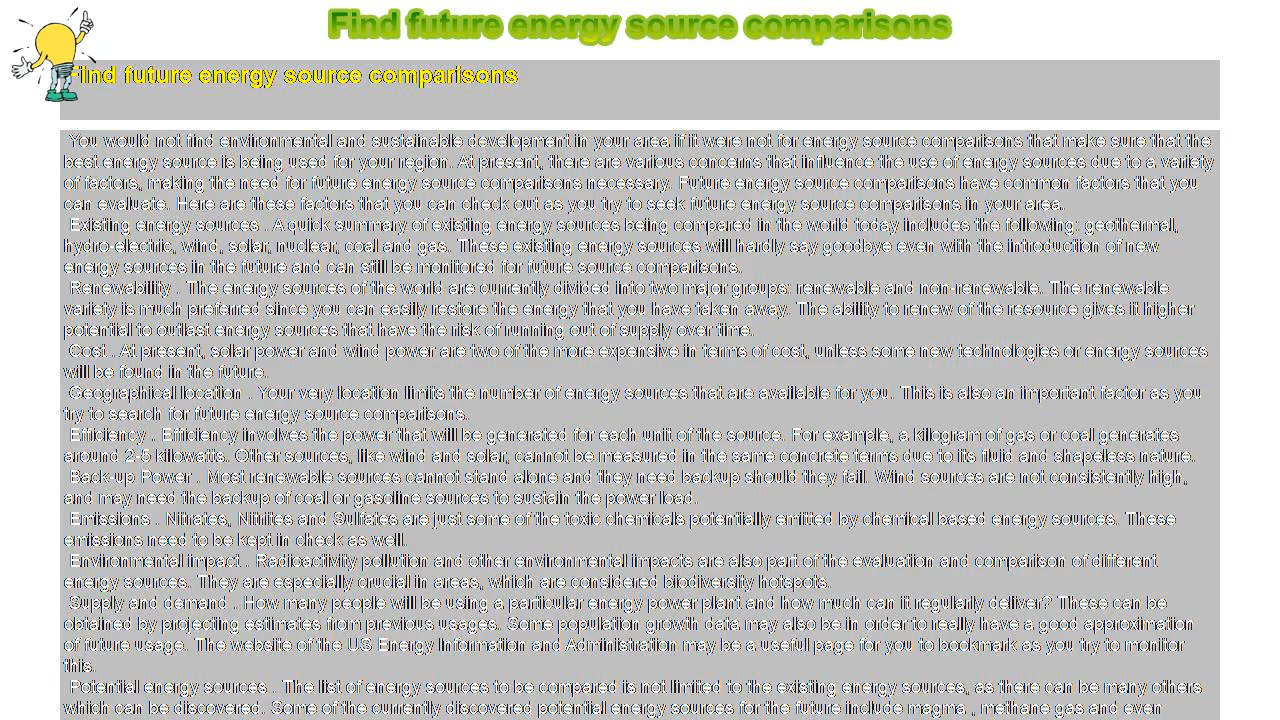 Find future energy source comparisons
Find future energy source comparisons
You would not find environmental and sustainable development in your area if it were not for energy source comparisons that make sure that the
best energy source is being used for your region. At present, there are various concerns that influence the use of energy sources due to a variety
of factors, making the need for future energy source comparisons necessary. Future energy source comparisons have common factors that you
can evaluate. Here are these factors that you can check out as you try to seek future energy source comparisons in your area.
Existing energy sources . A quick summary of existing energy sources being compared in the world today includes the following: geothermal,
hydro-electric, wind, solar, nuclear, coal and gas. These existing energy sources will hardly say goodbye even with the introduction of new
energy sources in the future and can still be monitored for future source comparisons.
Renewability . The energy sources of the world are currently divided into two major groups: renewable and non-renewable. The renewable
variety is much preferred since you can easily restore the energy that you have taken away. The ability to renew of the resource gives it higher
potential to outlast energy sources that have the risk of running out of supply over time.
Cost . At present, solar power and wind power are two of the more expensive in terms of cost, unless some new technologies or energy sources
will be found in the future.
Geographical location . Your very location limits the number of energy sources that are available for you. This is also an important factor as you
try to search for future energy source comparisons.
Efficiency . Efficiency involves the power that will be generated for each unit of the source. For example, a kilogram of gas or coal generates
around 2-5 kilowatts. Other sources, like wind and solar, cannot be measured in the same concrete terms due to its fluid and shapeless nature.
Back-up Power . Most renewable sources cannot stand alone and they need backup should they fail. Wind sources are not consistently high,
and may need the backup of coal or gasoline sources to sustain the power load.
Emissions . Nitrates, Nitrites and Sulfates are just some of the toxic chemicals potentially emitted by chemical based energy sources. These
emissions need to be kept in check as well.
Environmental impact . Radioactivity pollution and other environmental impacts are also part of the evaluation and comparison of different
energy sources. They are especially crucial in areas, which are considered biodiversity hotspots.
Supply and demand . How many people will be using a particular energy power plant and how much can it regularly deliver? These can be
obtained by projecting estimates from previous usages. Some population growth data may also be in order to really have a good approximation
of future usage. The website of the US Energy Information and Administration may be a useful page for you to bookmark as you try to monitor
this.
Potential energy sources . The list of energy sources to be compared is not limited to the existing energy sources, as there can be many others
which can be discovered. Some of the currently discovered potential energy sources for the future include magma , methane gas and even